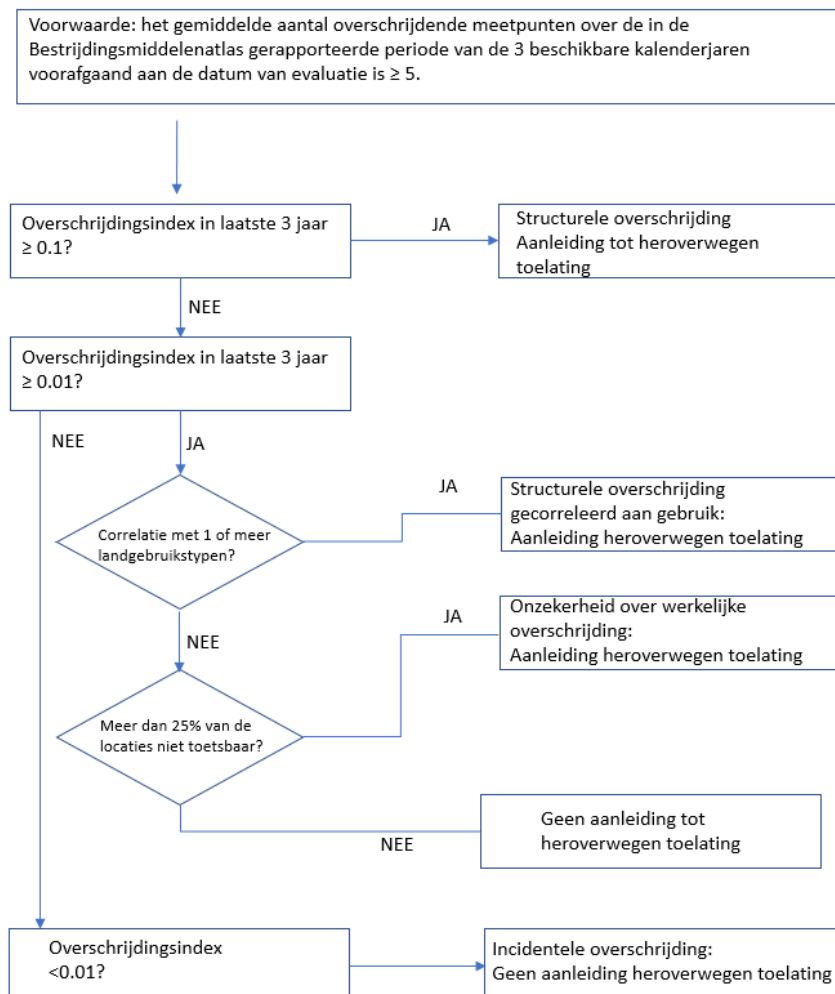 Voorwaarde: het gemiddelde aantal overschrijdende meetpunten over de in de
Bestrijdingsmiddelenatlas gerapporteerde periode van de 3 beschikbare kalenderjaren
voorafgaand aan de datum van evaluatie is ≥ 5.
Overschrijdingsindex in laatste 3 jaar
≥ 0.1?
JA
Structurele overschrijding
Aanleiding tot heroverwegen
toelating
NEE
Overschrijdingsindex in laatste 3 jaar
≥ 0.01?
NEE
JA
Correlatie met 1 of meer
landgebruikstypen?
JA
Structurele overschrijding
gecorreleerd aan gebruik:
Aanleiding heroverwegen toelating
NEE
JA
Onzekerheid over werkelijke
overschrijding:
Aanleiding heroverwegen toelating
Meer dan 25% van de
locaties niet toetsbaar?
NEE
Geen aanleiding tot
heroverwegen toelating
Overschrijdingsindex
<0.01?
Incidentele overschrijding:
Geen aanleiding heroverwegen toelating